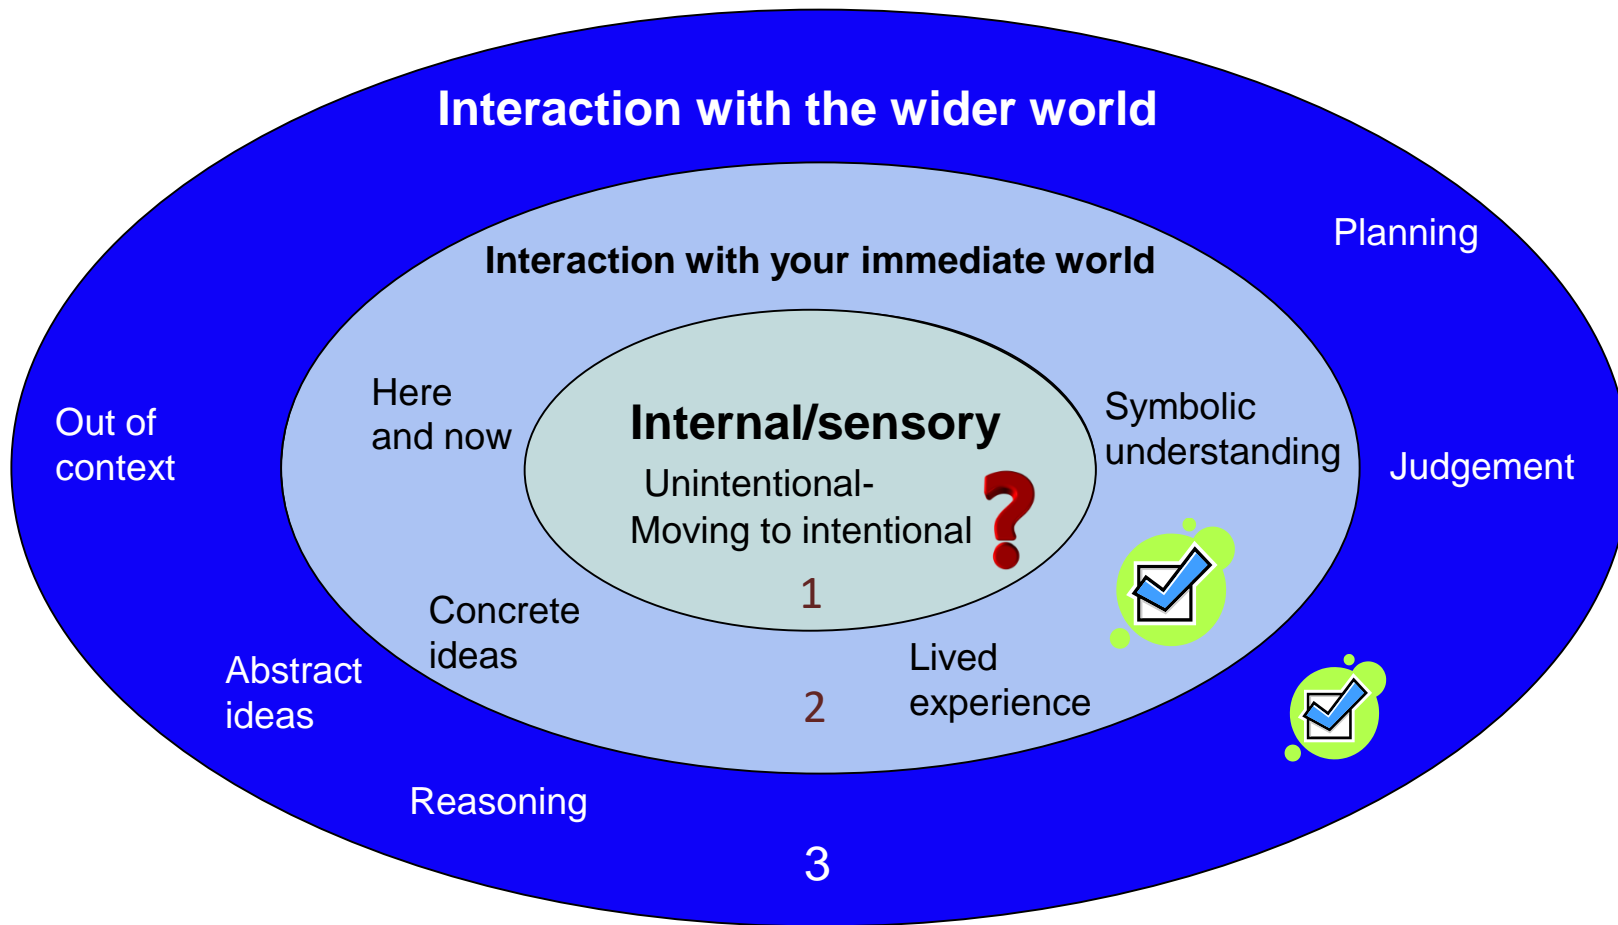 Interaction with the wider world
Planning
Interaction with your immediate world
Here
and now
Symbolic
understanding
Out of
context
Internal/sensory
Unintentional-
Moving to intentional
Judgement
1
Concrete
ideas
Lived
experience
2
Abstract
ideas
Reasoning
3